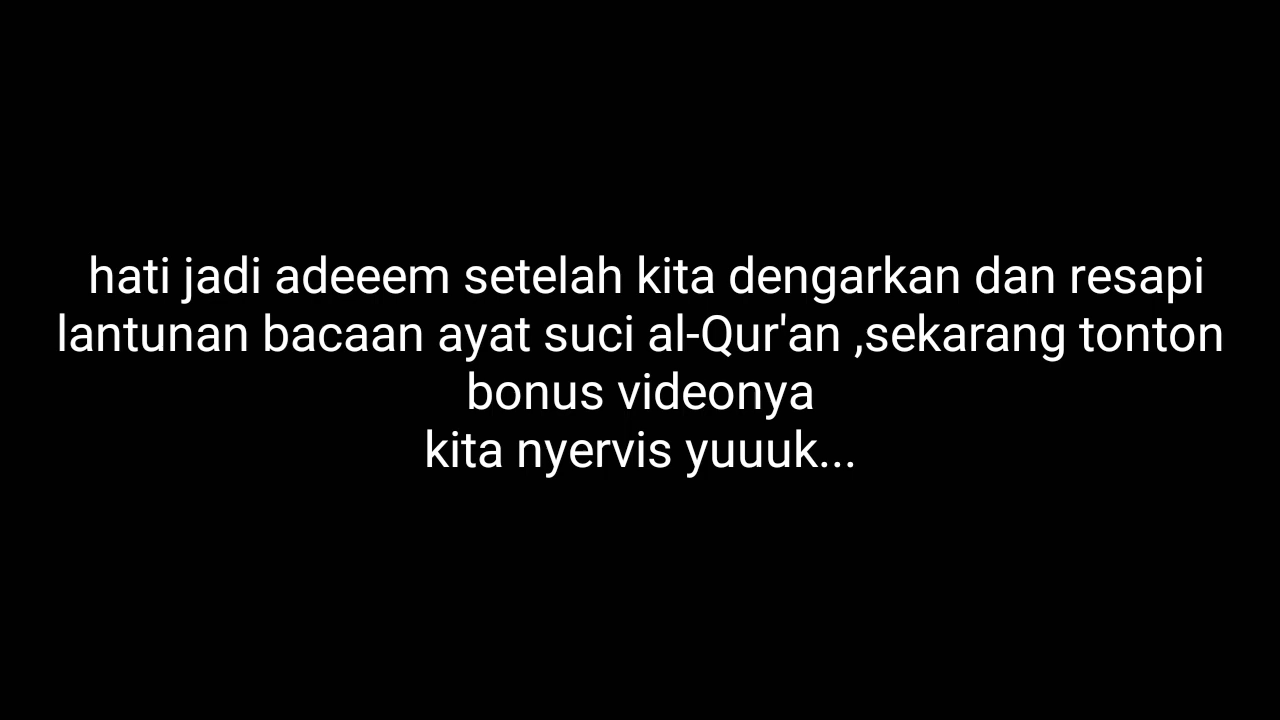 hati jadi adeeem setelah kita dengarkan dan resapi
lantunan bacaan ayat suci al-Qur'an ,sekarang tonton
bonus videonya
kita nyervis yuuuk...